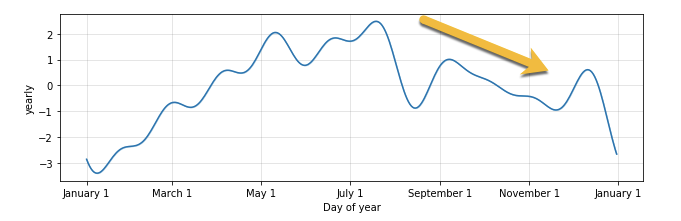 yearly
2
1
0
−1
−2
−3
January 1 March 1 May 1 July 1 September 1 November 1 January 1
Day of year